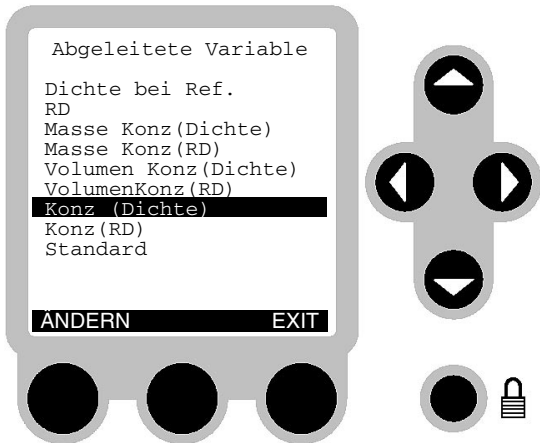 Abgeleitete Variable
Dichte bei Ref.
RD
Masse Konz(Dichte)
Masse Konz(RD)
Volumen Konz(Dichte)
VolumenKonz(RD)
Konz (Dichte)
Konz(RD)
Standard
ÄNDERN EXIT